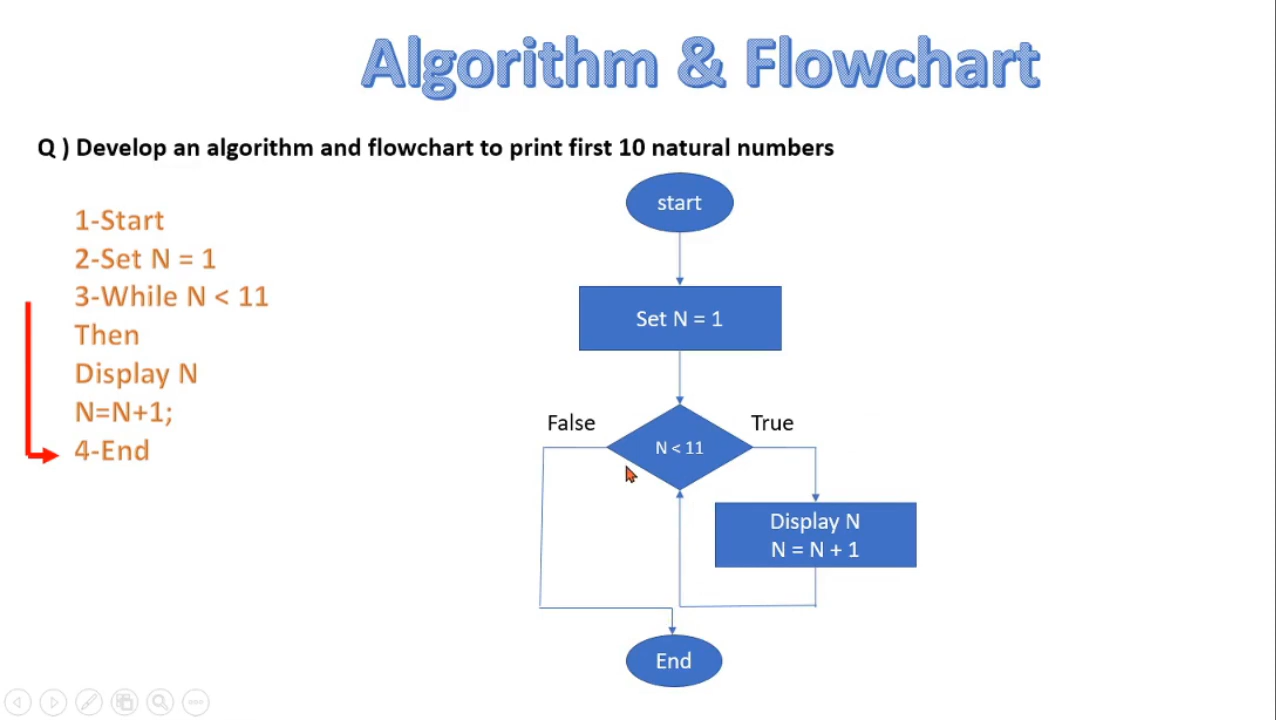 Algorithm & Flowchart
Q ) Develop an algorithm and flowchart to print first 10 natural numbers
1-Start
2-Set N = 1
3-While N < 11
Then
Display N
N=N+1;
4-End
start
Set N = 1
False
True
N < 11
Display N
N = N + 1
End